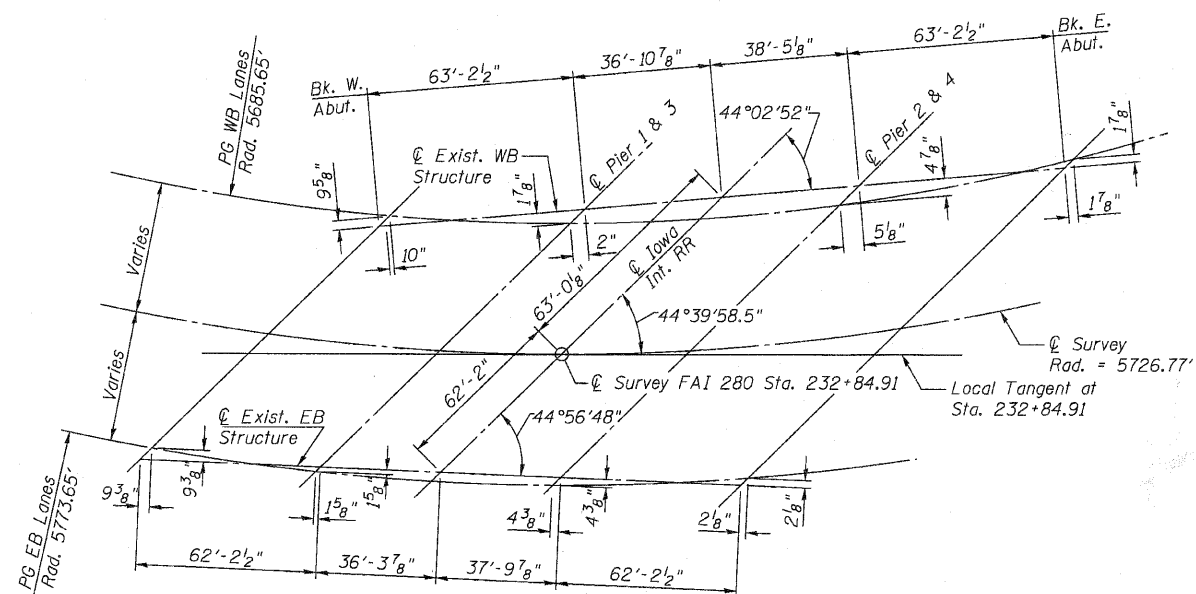 PG WB Lanes
Rad. 5685.65'
Bk. W.
Abut.
63'-2½"
36'-10⅞"
38'-5⅛"
63'-2½"
Bk. E.
Abut.
44°02'52"
℄ Pier 1 & 3
℄ Pier 2 & 4
℄ Exist. WB
Structure
9⅝"
10"
1⅞"
2"
4⅞"
5⅛"
1⅞"
1⅞"
Varies
Varies
63'-0⅛"
62'-2"
℄ Iowa
Int. RR
44°39'58.5"
℄ Survey
Rad. = 5726.77'
℄ Survey FAI 280 Sta. 232+84.91
Local Tangent at
Sta. 232+84.91
℄ Exist. EB
Structure
44°56'48"
PG EB Lanes
Rad. 5773.65'
9⅜"
9⅜"
1⅝"
1⅝"
4⅜"
4⅜"
2⅛"
2⅛"
62'-2½"
36'-3⅞"
37'-9⅞"
62'-2½"